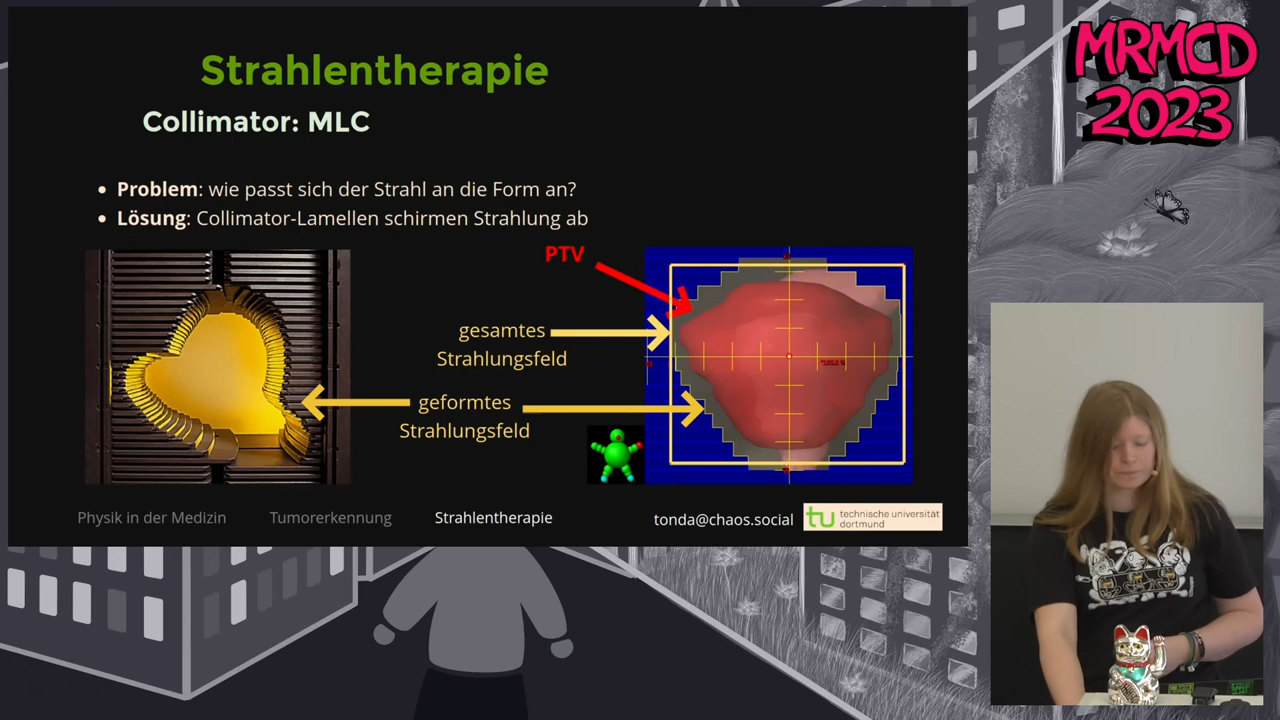 Strahlentherapie
Collimator: MLC
Problem: wie passt sich der Strahl an die Form an?
Lösung: Collimator-Lamellen schirmen Strahlung ab
PTV
gesamtes
Strahlungsfeld
geformtes
Strahlungsfeld
Physik in der Medizin
Tumorerkennung
Strahlentherapie
tonda@chaos.social
tu technische universität
dortmund
MRMCD
2023